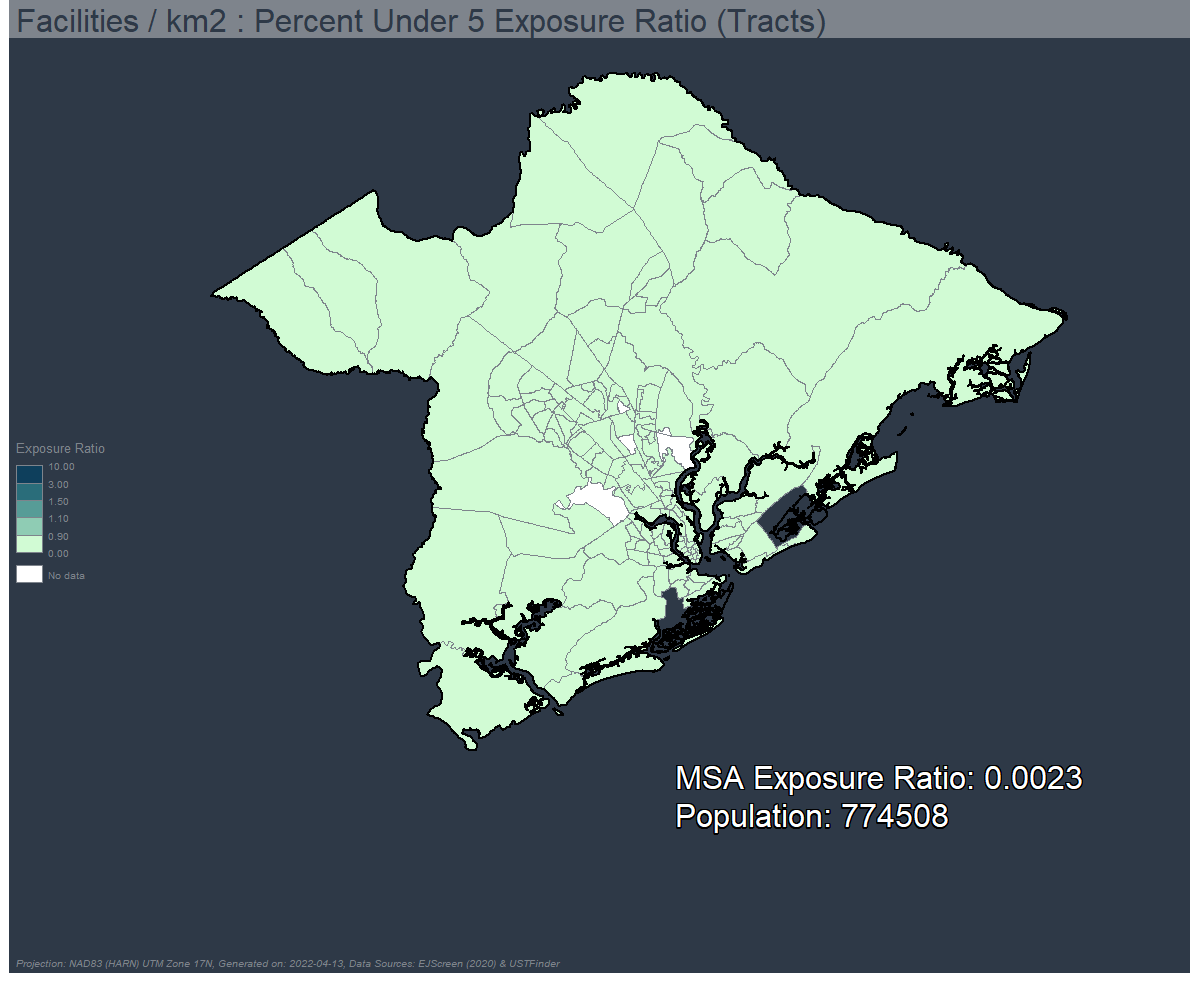 Facilities / km2 : Percent Under 5 Exposure Ratio (Tracts)
Exposure Ratio
10.00
3.00
1.50
1.10
0.90
0.00
No data
MSA Exposure Ratio: 0.0023
Population: 774508
Projection: NAD83 (HARN) UTM Zone 17N, Generated on: 2022-04-13, Data Sources: EJScreen (2020) & USTFinder